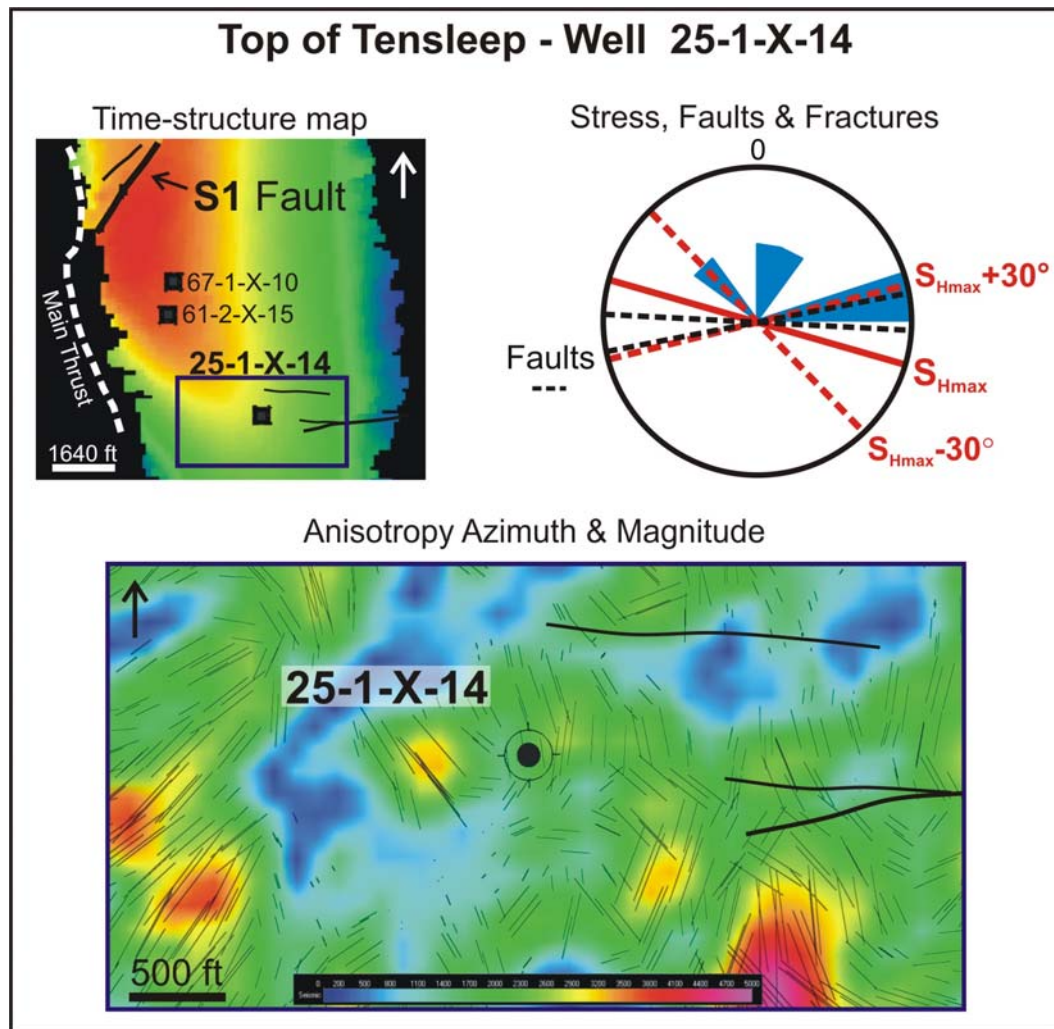 Top of Tensleep - Well 25-1-X-14
Time-structure map
S1 Fault
67-1-X-10
61-2-X-15
25-1-X-14
Main Thrust
1640 ft
Stress, Faults & Fractures
0
SHmax+30°
SHmax
SHmax-30°
Faults
Anisotropy Azimuth & Magnitude
25-1-X-14
500 ft
0 200 500 800 1100 1400 1700 2000 2300 2600 2900 3200 3500 3800 4100 4400 4700 5000
Seismic